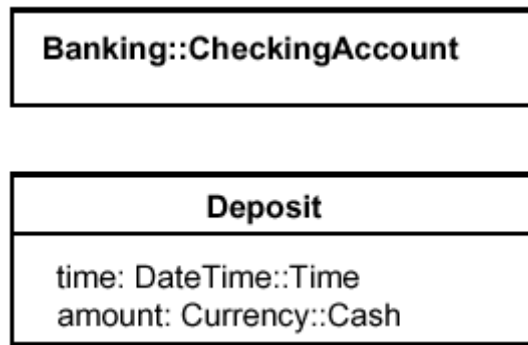 Banking::CheckingAccount
Deposit
time: DateTime::Time
amount: Currency::Cash